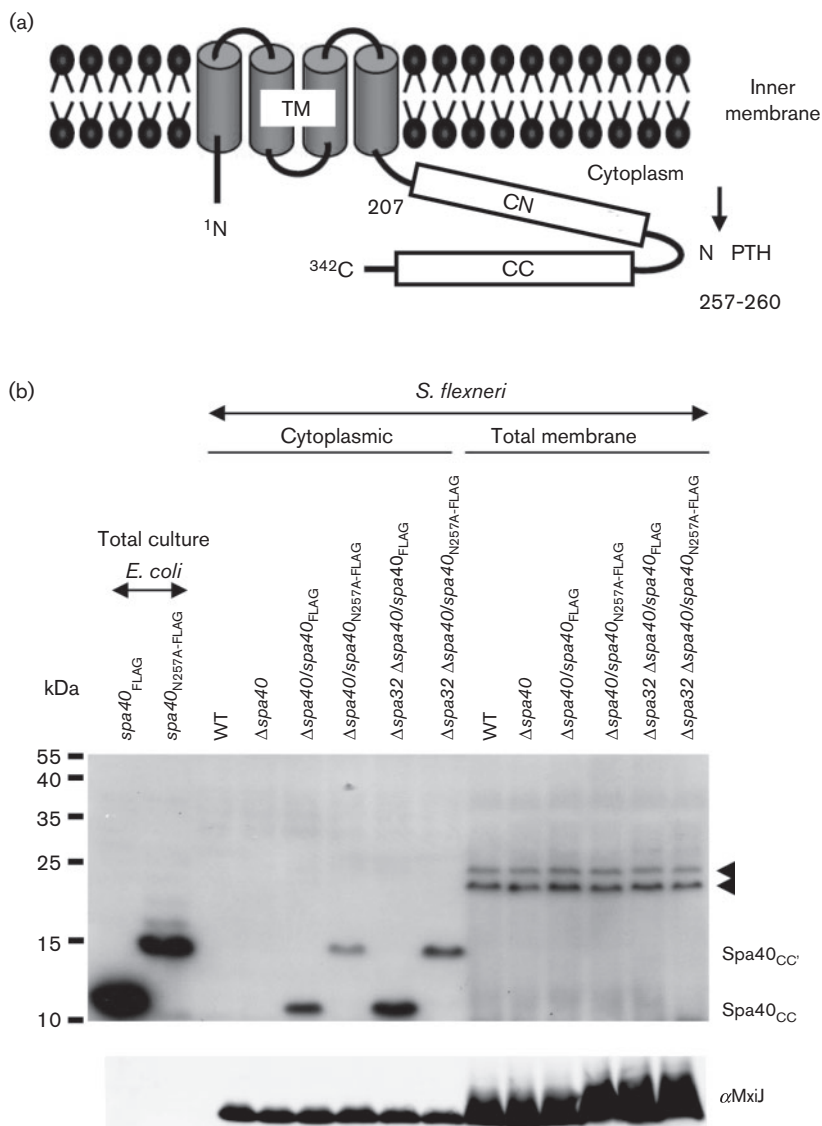 (a)
TM
Inner
membrane
Cytoplasm
¹N
207
CN
N PTH
³⁴²C
CC
257-260
(b)
S. flexneri
Cytoplasmic
Total membrane
Total culture
E. coli
kDa
spa40FLAG
spa40N257A-FLAG
WT
Δspa40
Δspa40/spa40FLAG
Δspa40/spa40N257A-FLAG
Δspa32 Δspa40/spa40FLAG
Δspa32 Δspa40/spa40N257A-FLAG
WT
Δspa40
Δspa40/spa40FLAG
Δspa40/spa40N257A-FLAG
Δspa32 Δspa40/spa40FLAG
Δspa32 Δspa40/spa40N257A-FLAG
55
40
35
25
15
Spa40CC'
Spa40CC
10
αMxiJ